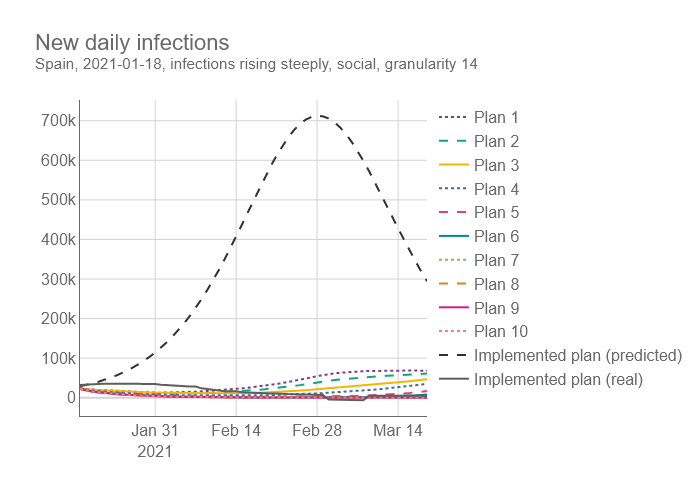 New daily infections
Spain, 2021-01-18, infections rising steeply, social, granularity 14
700k
600k
500k
400k
300k
200k
100k
0
Jan 31
2021
Feb 14
Feb 28
Mar 14
Plan 1
Plan 2
Plan 3
Plan 4
Plan 5
Plan 6
Plan 7
Plan 8
Plan 9
Plan 10
Implemented plan (predicted)
Implemented plan (real)